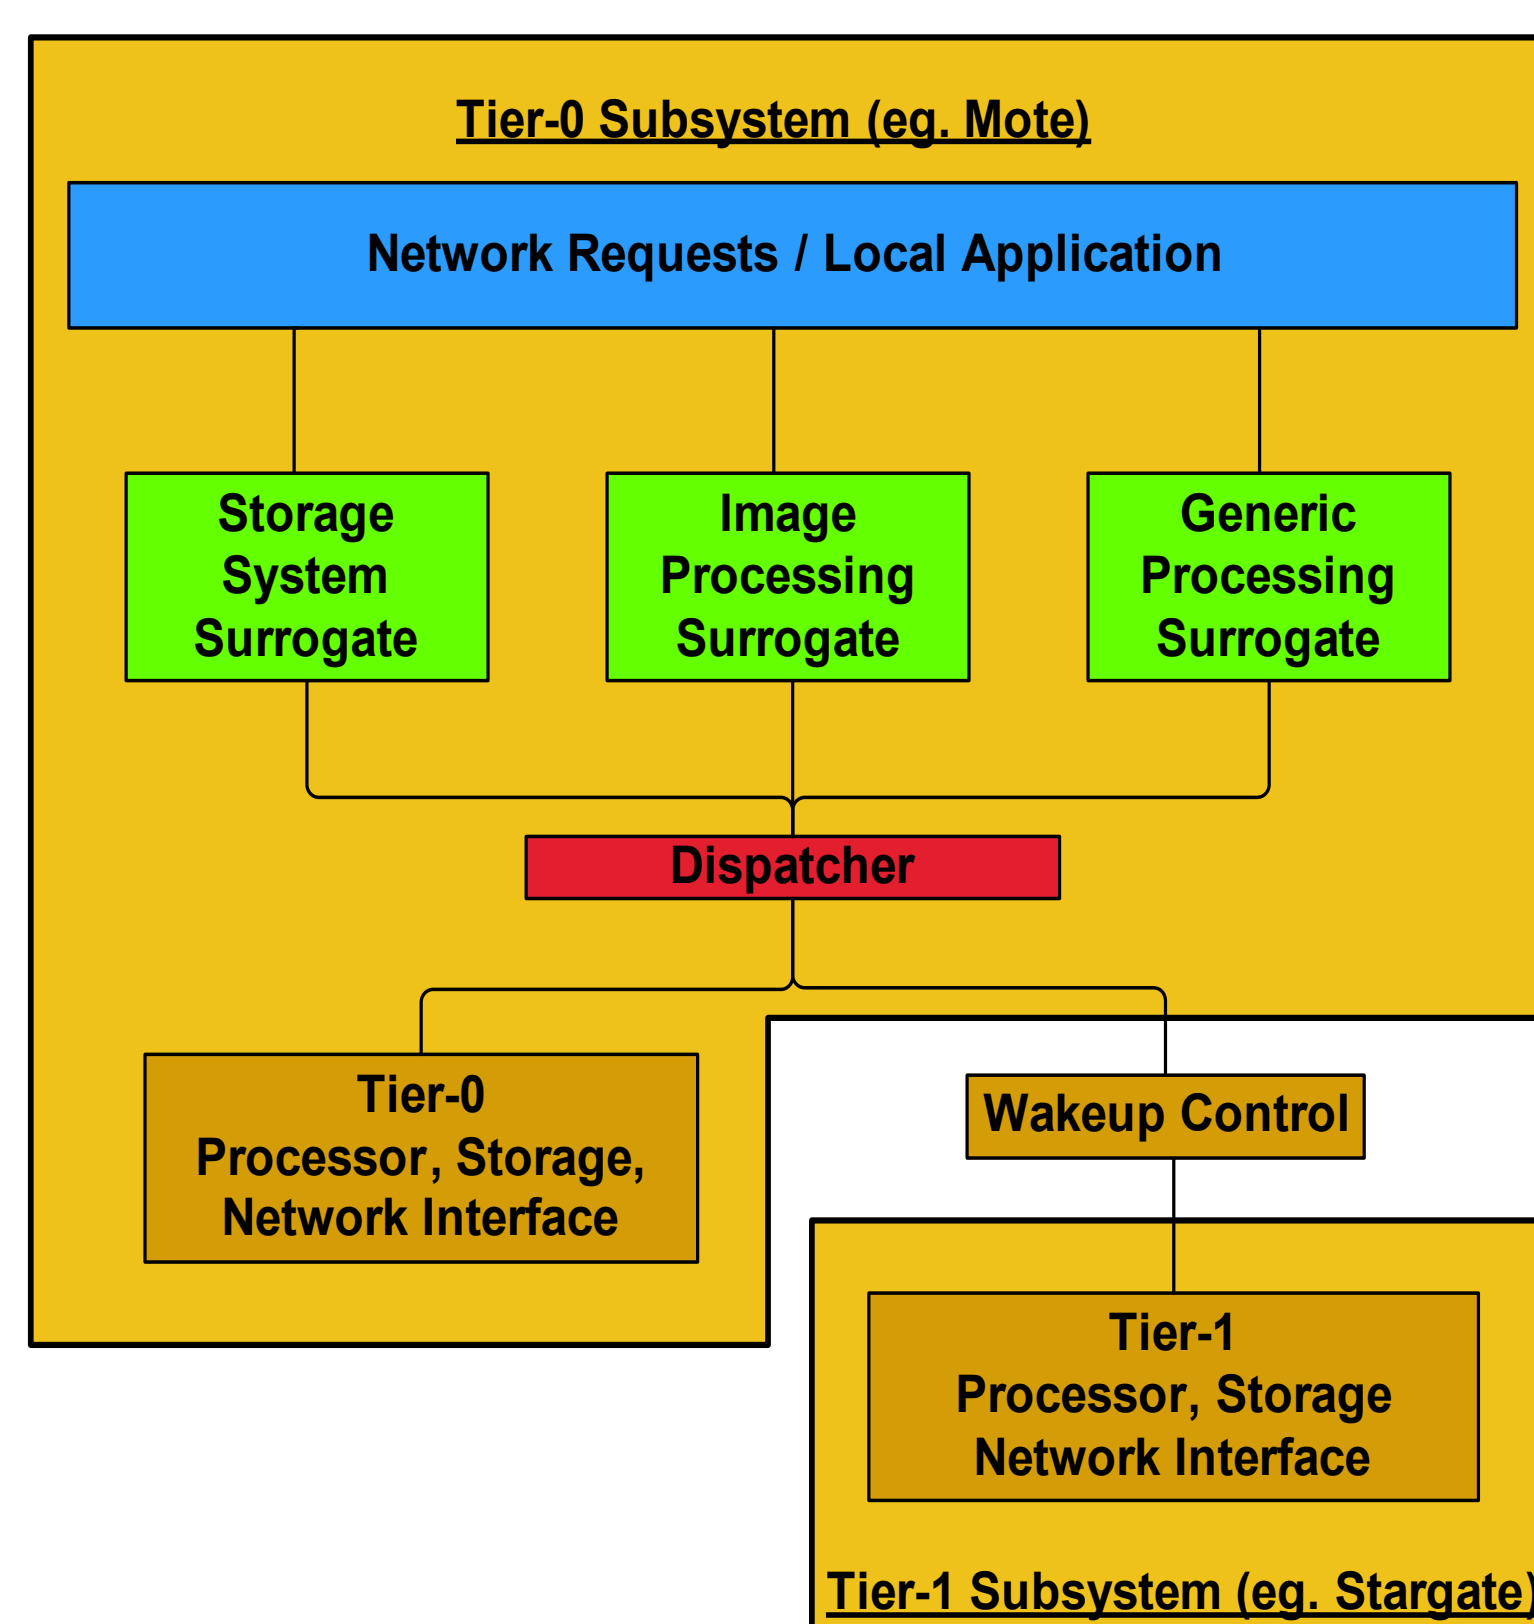 Tier-0 Subsystem (eg. Mote)
Network Requests / Local Application
Storage
System
Surrogate
Image
Processing
Surrogate
Generic
Processing
Surrogate
Dispatcher
Tier-0
Processor, Storage,
Network Interface
Wakeup Control
Tier-1
Processor, Storage
Network Interface
Tier-1 Subsystem (eg. Stargate)